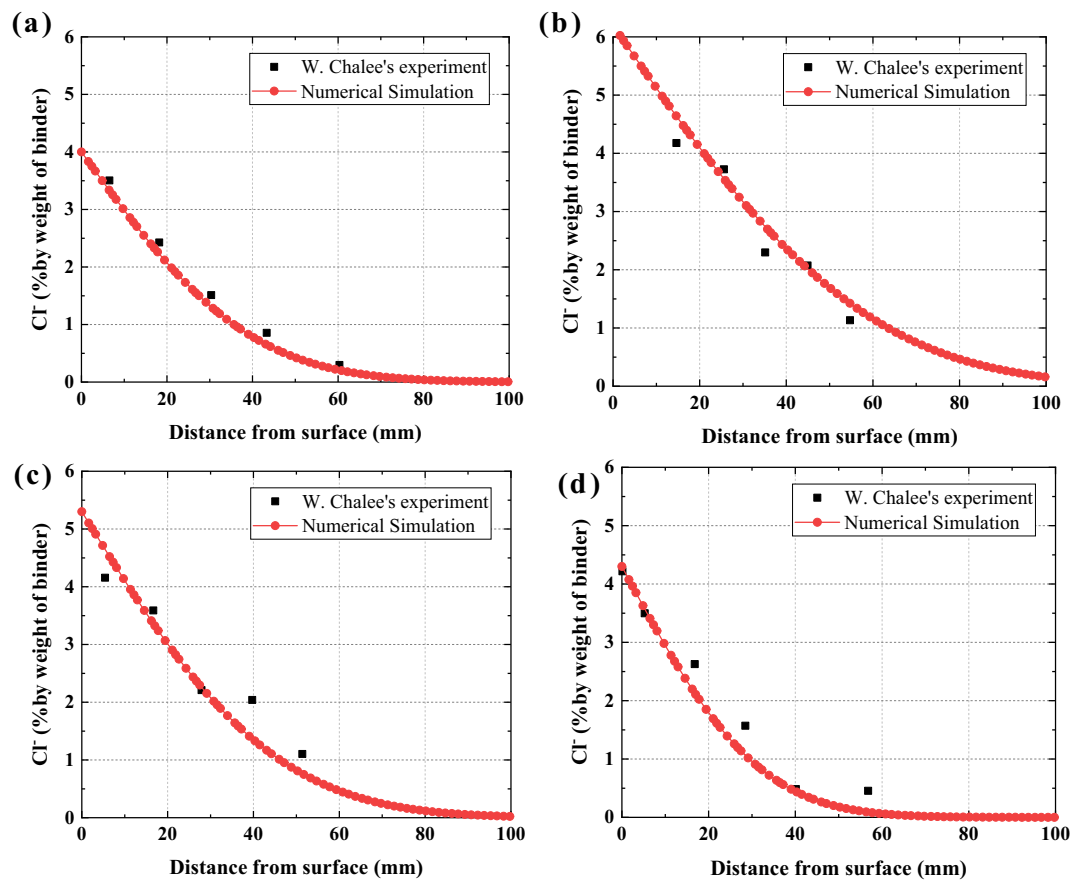 (a)
6
5
4
3
2
1
0
0 20 40 60 80 100
Cl⁻ (%by weight of binder)
Distance from surface (mm)
W. Chalee's experiment
Numerical Simulation
(b)
6
5
4
3
2
1
0
0 20 40 60 80 100
Cl⁻ (%by weight of binder)
Distance from surface (mm)
W. Chalee's experiment
Numerical Simulation
(c)
6
5
4
3
2
1
0
0 20 40 60 80 100
Cl⁻ (%by weight of binder)
Distance from surface (mm)
W. Chalee's experiment
Numerical Simulation
(d)
6
5
4
3
2
1
0
0 20 40 60 80 100
Cl⁻ (%by weight of binder)
Distance from surface (mm)
W. Chalee's experiment
Numerical Simulation